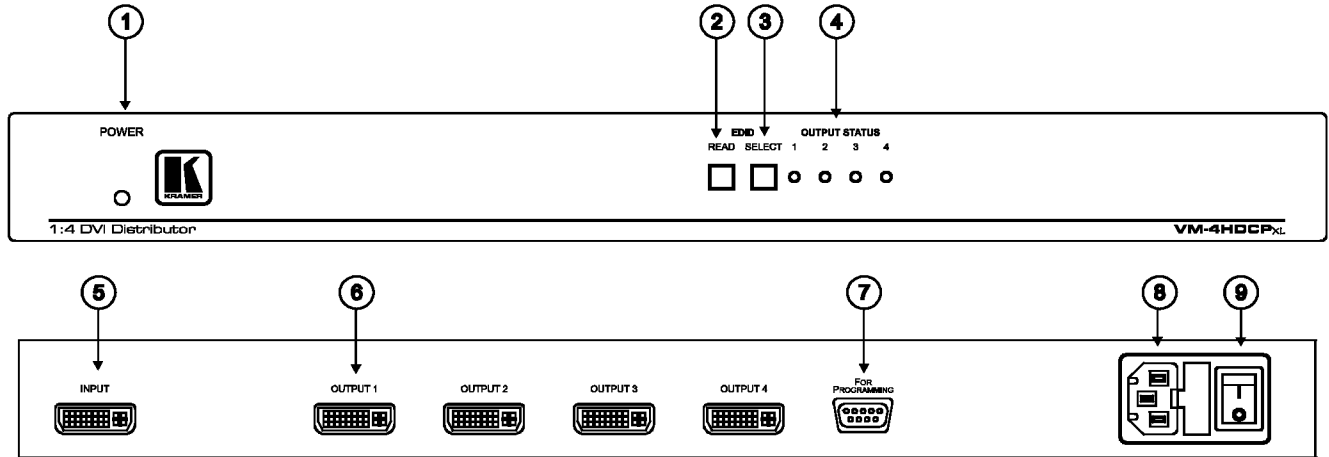 1 2 3 4
POWER EDID OUTPUT STATUS
READ SELECT 1 2 3 4
K
KRAMER
1:4 DVI Distributor VM-4HDCPXL
5 6 7 8 9
INPUT OUTPUT 1 OUTPUT 2 OUTPUT 3 OUTPUT 4 FOR
PROGRAMMING